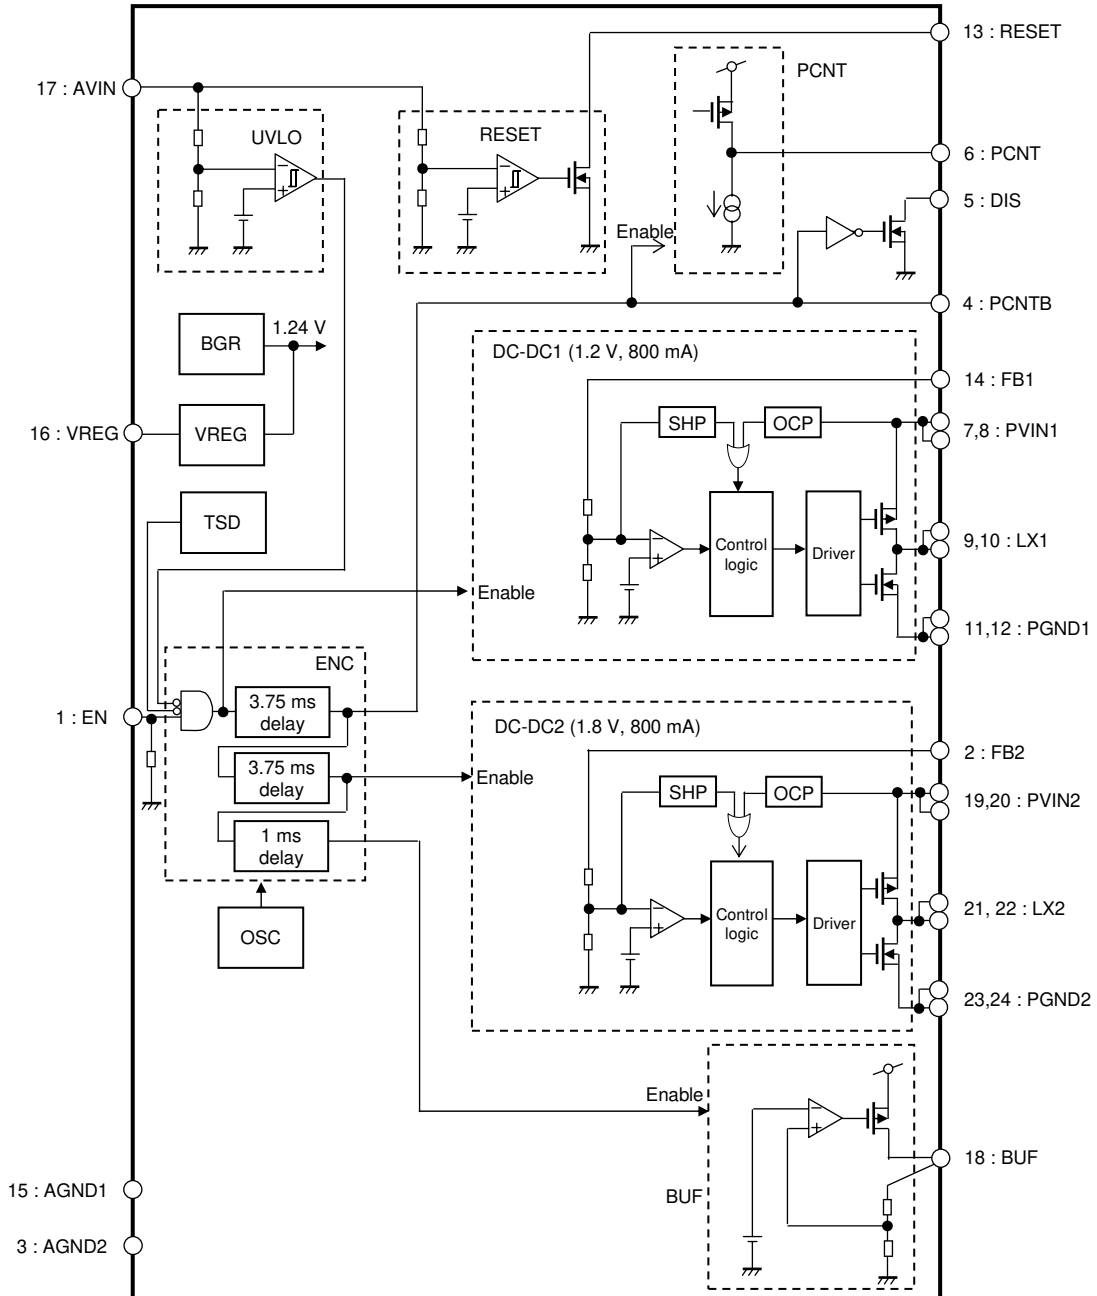 13 : RESET
17 : AVIN
PCNT
UVLO
RESET
6 : PCNT
5 : DIS
Enable
4 : PCNTB
BGR
1.24 V
DC-DC1 (1.2 V, 800 mA)
14 : FB1
16 : VREG
VREG
SHP
OCP
7,8 : PVIN1
TSD
Control
logic
Driver
9,10 : LX1
Enable
11,12 : PGND1
ENC
1 : EN
3.75 ms
delay
DC-DC2 (1.8 V, 800 mA)
2 : FB2
3.75 ms
delay
Enable
SHP
OCP
19,20 : PVIN2
1 ms
delay
Control
logic
Driver
21, 22 : LX2
OSC
23,24 : PGND2
Enable
18 : BUF
BUF
15 : AGND1
3 : AGND2